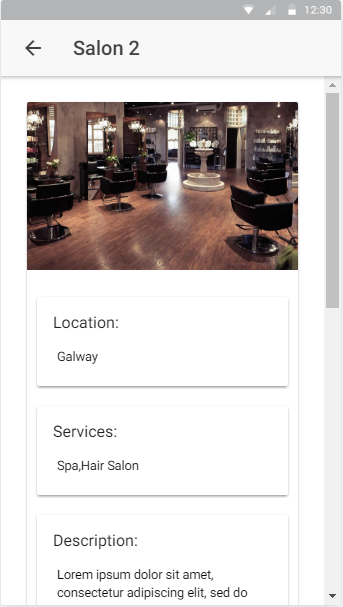 12:30
Salon 2
Location:
Galway
Services:
Spa,Hair Salon
Description:
Lorem ipsum dolor sit amet,
consectetur adipiscing elit, sed do